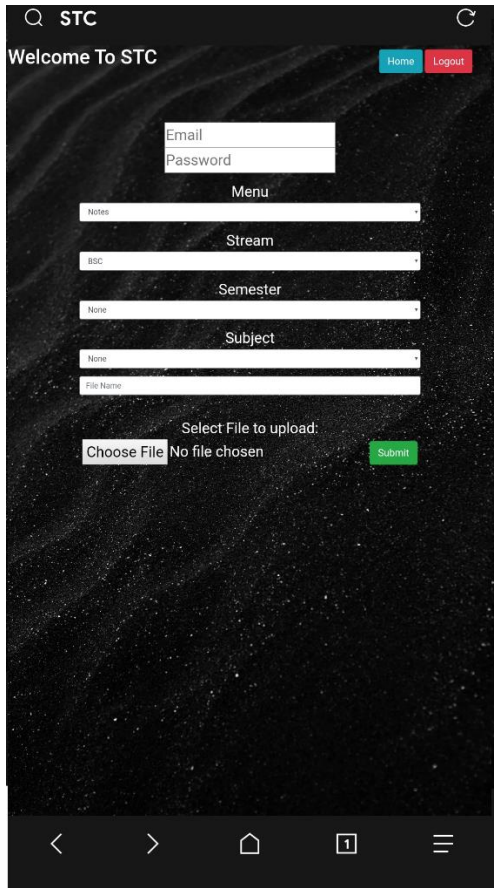 STC
Welcome To STC
Home Logout
Email
Password
Menu
Notes
Stream
BSC
Semester
None
Subject
None
File Name
Select File to upload:
Choose File No file chosen
Submit
1